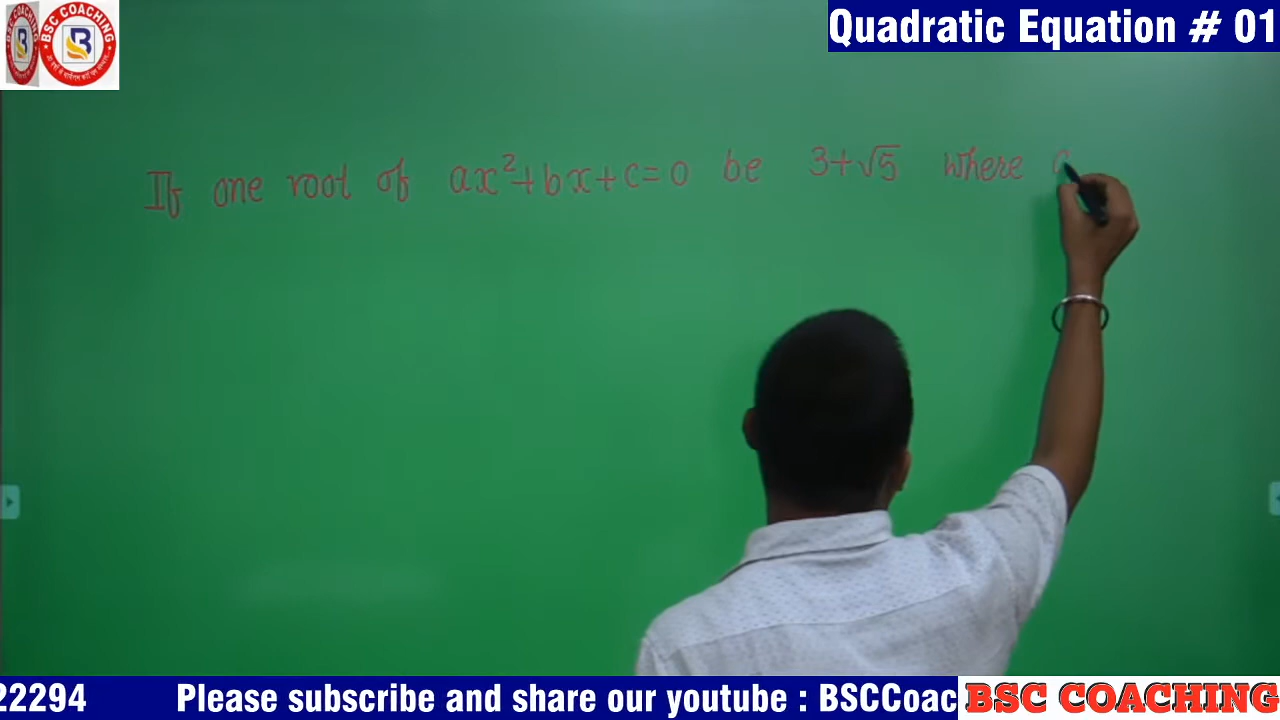 BSC COACHING
Quadratic Equation # 01
If one root of ax²+bx+c=0 be 3+√5 where
22294 Please subscribe and share our youtube : BSCCoac
BSC COACHING